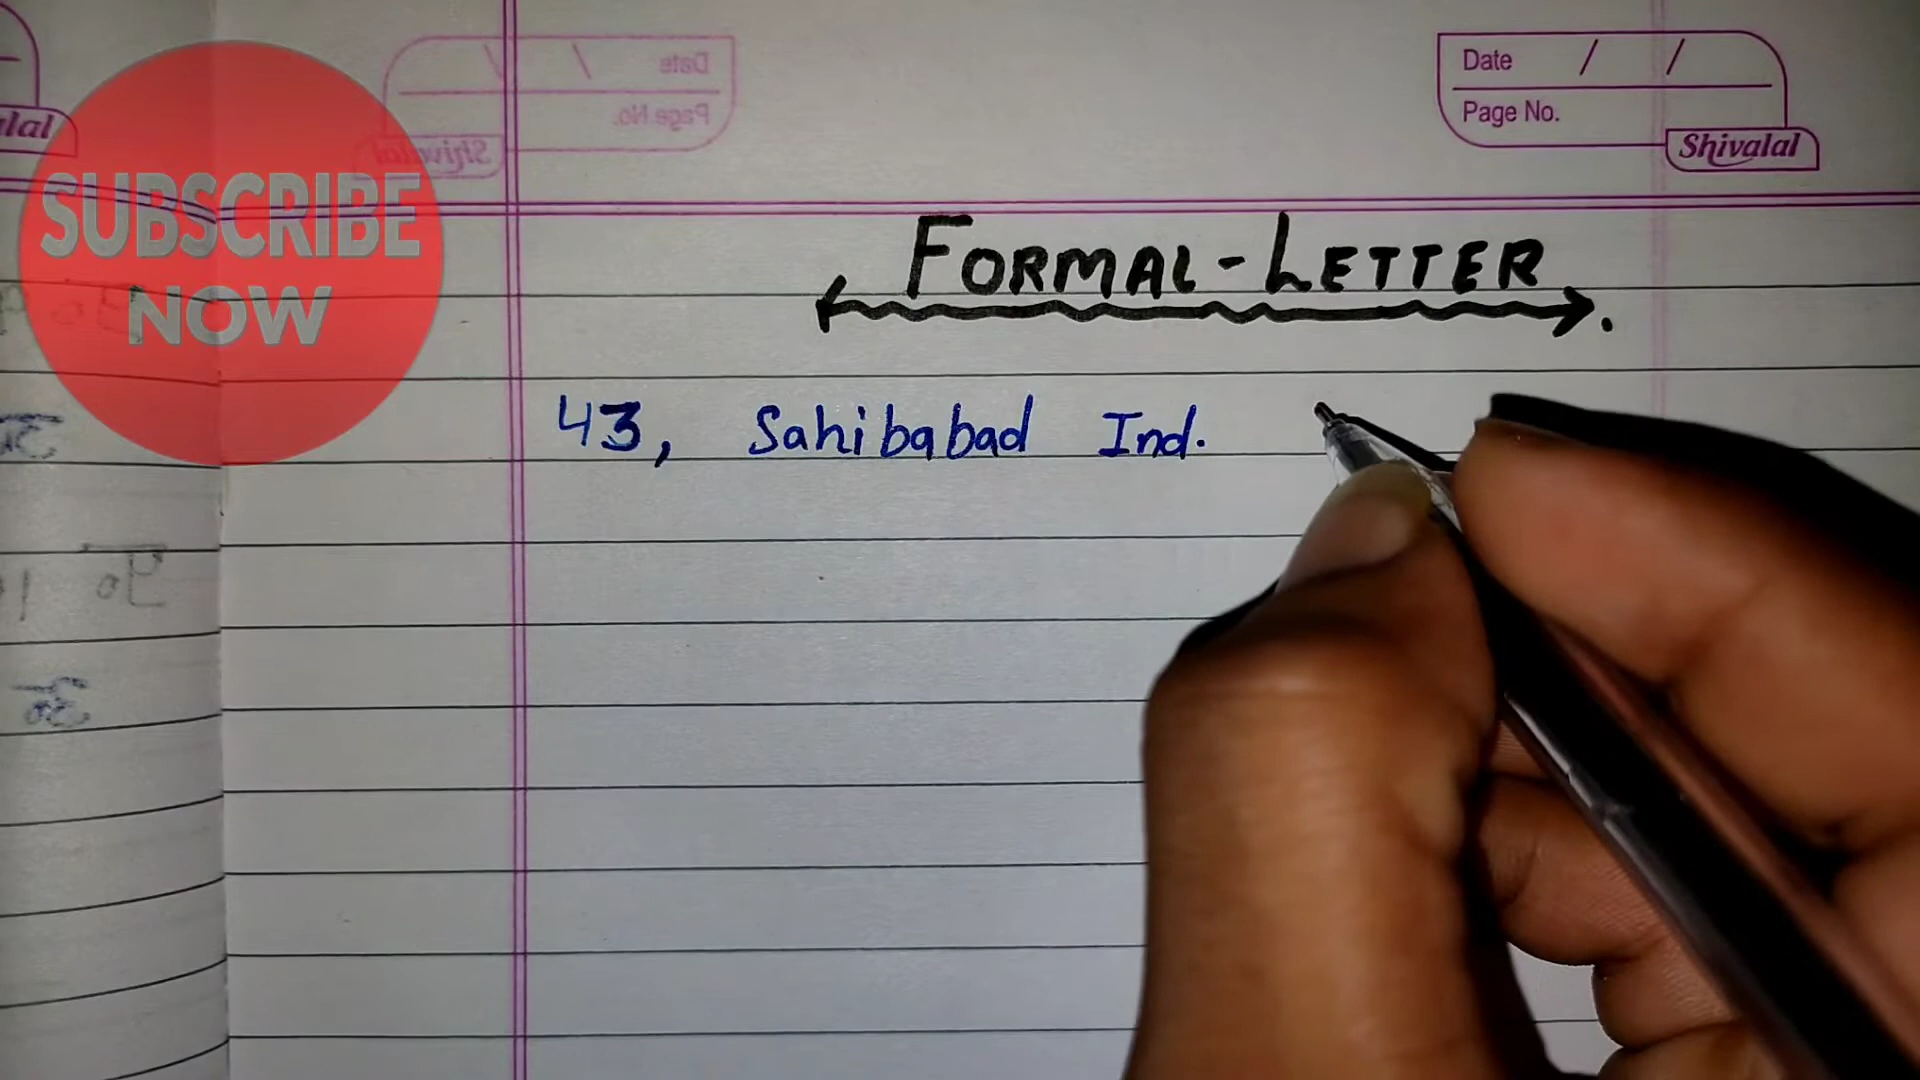 SUBSCRIBE
NOW
Date / /
Page No.
Shivalal
FORMAL-LETTER
43, Sahibabad Ind.